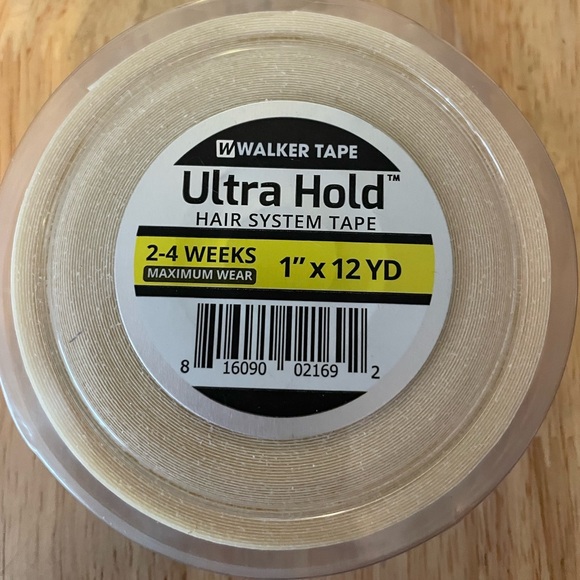 W WALKER TAPE
Ultra Hold™
HAIR SYSTEM TAPE
2-4 WEEKS
MAXIMUM WEAR
1" x 12 YD
8 16090 02169 2